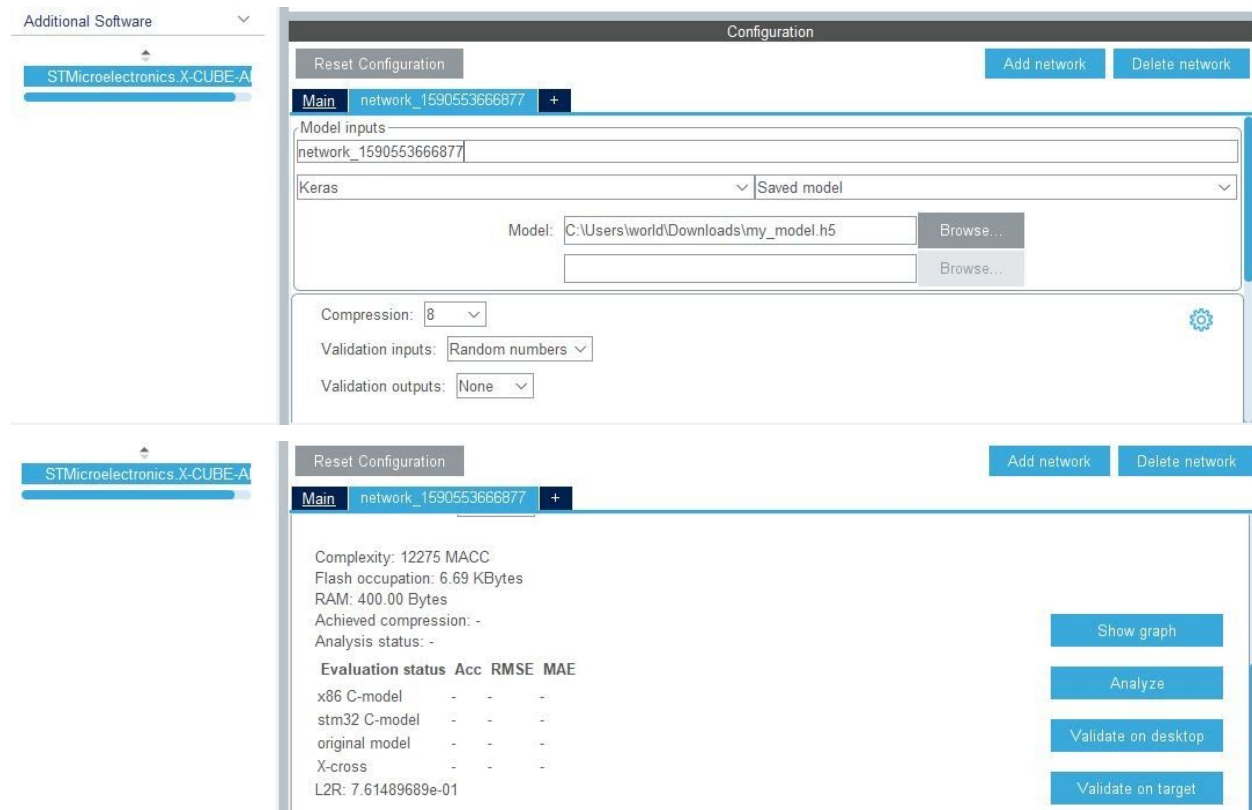 Additional Software
STMicroelectronics.X-CUBE-AI
Configuration
Reset Configuration
Add network
Delete network
Main
network_1590553666877
+
Model inputs
network_1590553666877
Keras
Saved model
Model:
C:\Users\world\Downloads\my_model.h5
Browse...
Browse...
Compression: 8
Validation inputs: Random numbers
Validation outputs: None
STMicroelectronics.X-CUBE-AI
Reset Configuration
Add network
Delete network
Main
network_1590553666877
+
Complexity: 12275 MACC
Flash occupation: 6.69 KBytes
RAM: 400.00 Bytes
Achieved compression: -
Analysis status: -
Evaluation status Acc RMSE MAE
x86 C-model - - -
stm32 C-model - - -
original model - - -
X-cross - - -
L2R: 7.61489689e-01
Show graph
Analyze
Validate on desktop
Validate on target